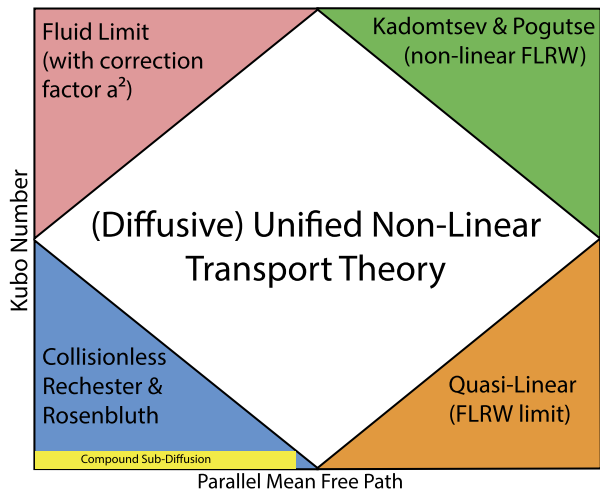 Fluid Limit
(with correction
factor a²)
Kadomtsev & Pogutse
(non-linear FLRW)
Kubo Number
(Diffusive) Unified Non-Linear
Transport Theory
Collisionless
Rechester &
Rosenbluth
Quasi-Linear
(FLRW limit)
Compound Sub-Diffusion
Parallel Mean Free Path